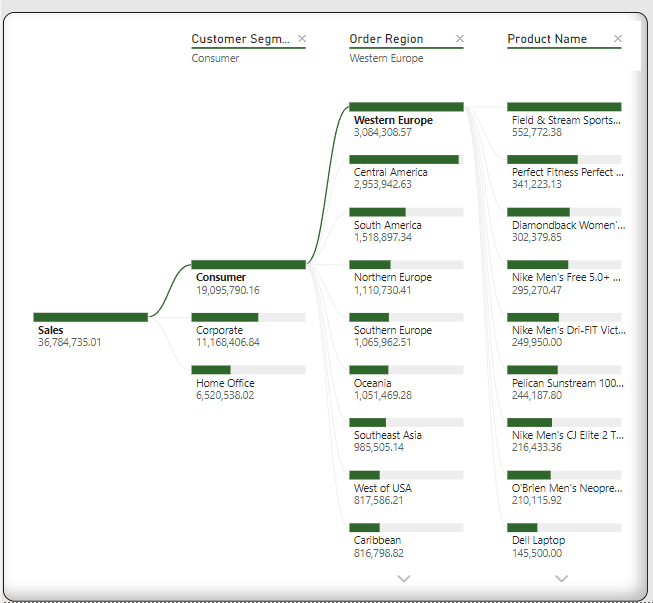 Customer Segm... ×
Order Region ×
Product Name ×
Consumer
Western Europe
Sales
36,784,735.01
Consumer
19,095,790.16
Corporate
11,168,406.84
Home Office
6,520,538.02
Western Europe
3,084,308.57
Central America
2,953,942.63
South America
1,518,897.34
Northern Europe
1,110,730.41
Southern Europe
1,065,962.51
Oceania
1,051,469.28
Southeast Asia
985,505.14
West of USA
817,586.21
Caribbean
816,798.82
Field & Stream Sports...
552,772.38
Perfect Fitness Perfect ...
341,223.13
Diamondback Women'...
302,379.85
Nike Men's Free 5.0+ ...
295,270.47
Nike Men's Dri-FIT Vict...
249,950.00
Pelican Sunstream 100...
244,187.80
Nike Men's CJ Elite 2 T...
216,433.36
O'Brien Men's Neopre...
210,115.92
Dell Laptop
145,500.00